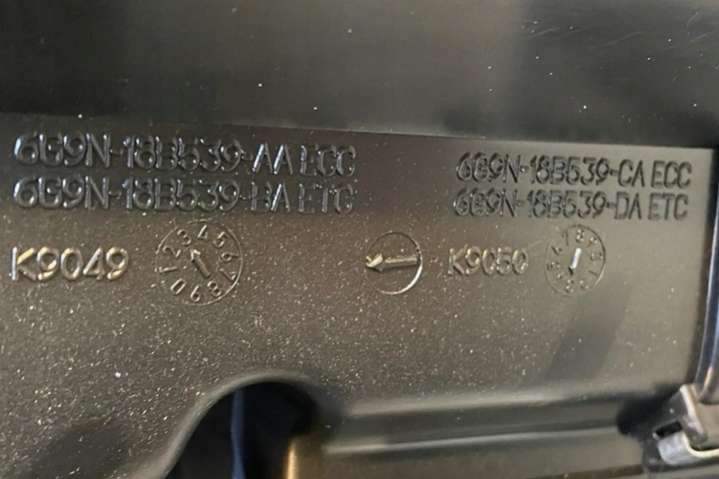 6G9N-18B539-AA ECC
6G9N-18B539-BA ETC
K9049
6G9N-18B539-CA ECC
6G9N-18B539-DA ETC
K9050